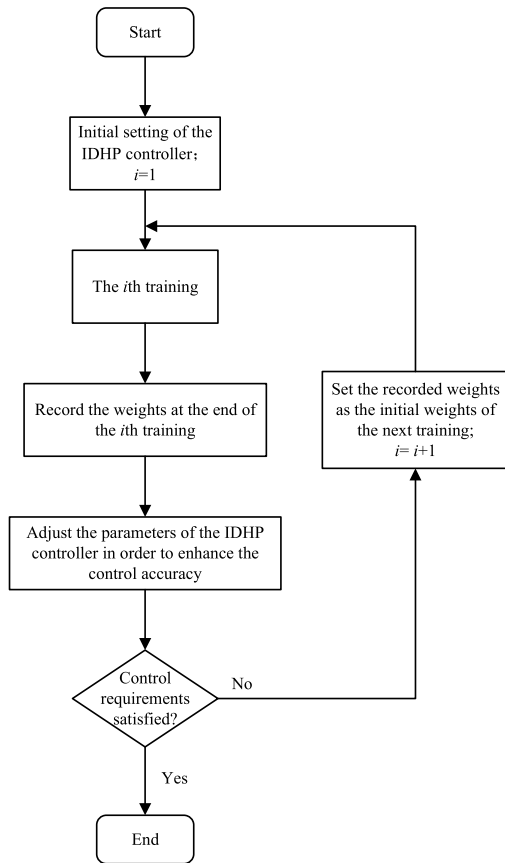 Start
Initial setting of the
IDHP controller；
i=1
The ith training
Record the weights at the end of
the ith training
Set the recorded weights
as the initial weights of
the next training;
i= i+1
Adjust the parameters of the IDHP
controller in order to enhance the
control accuracy
Control
requirements
satisfied?
No
Yes
End